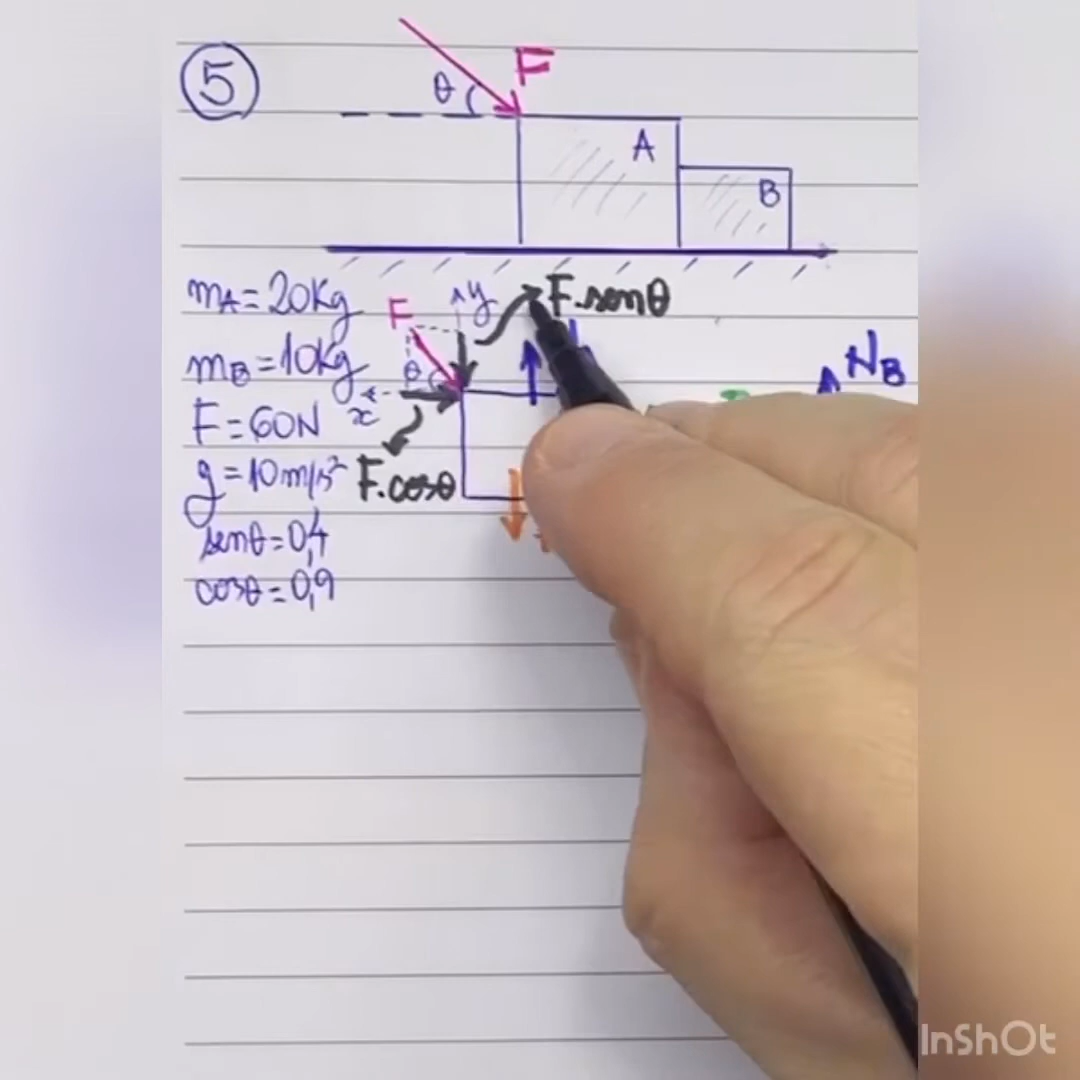 5
F
θ
A
B
mA = 20Kg
mB = 10Kg
F = 60N
g = 10m/s²
senθ = 0,4
cosθ = 0,9
F
y
F.senθ
θ
x
F.cosθ
NB
InShOt